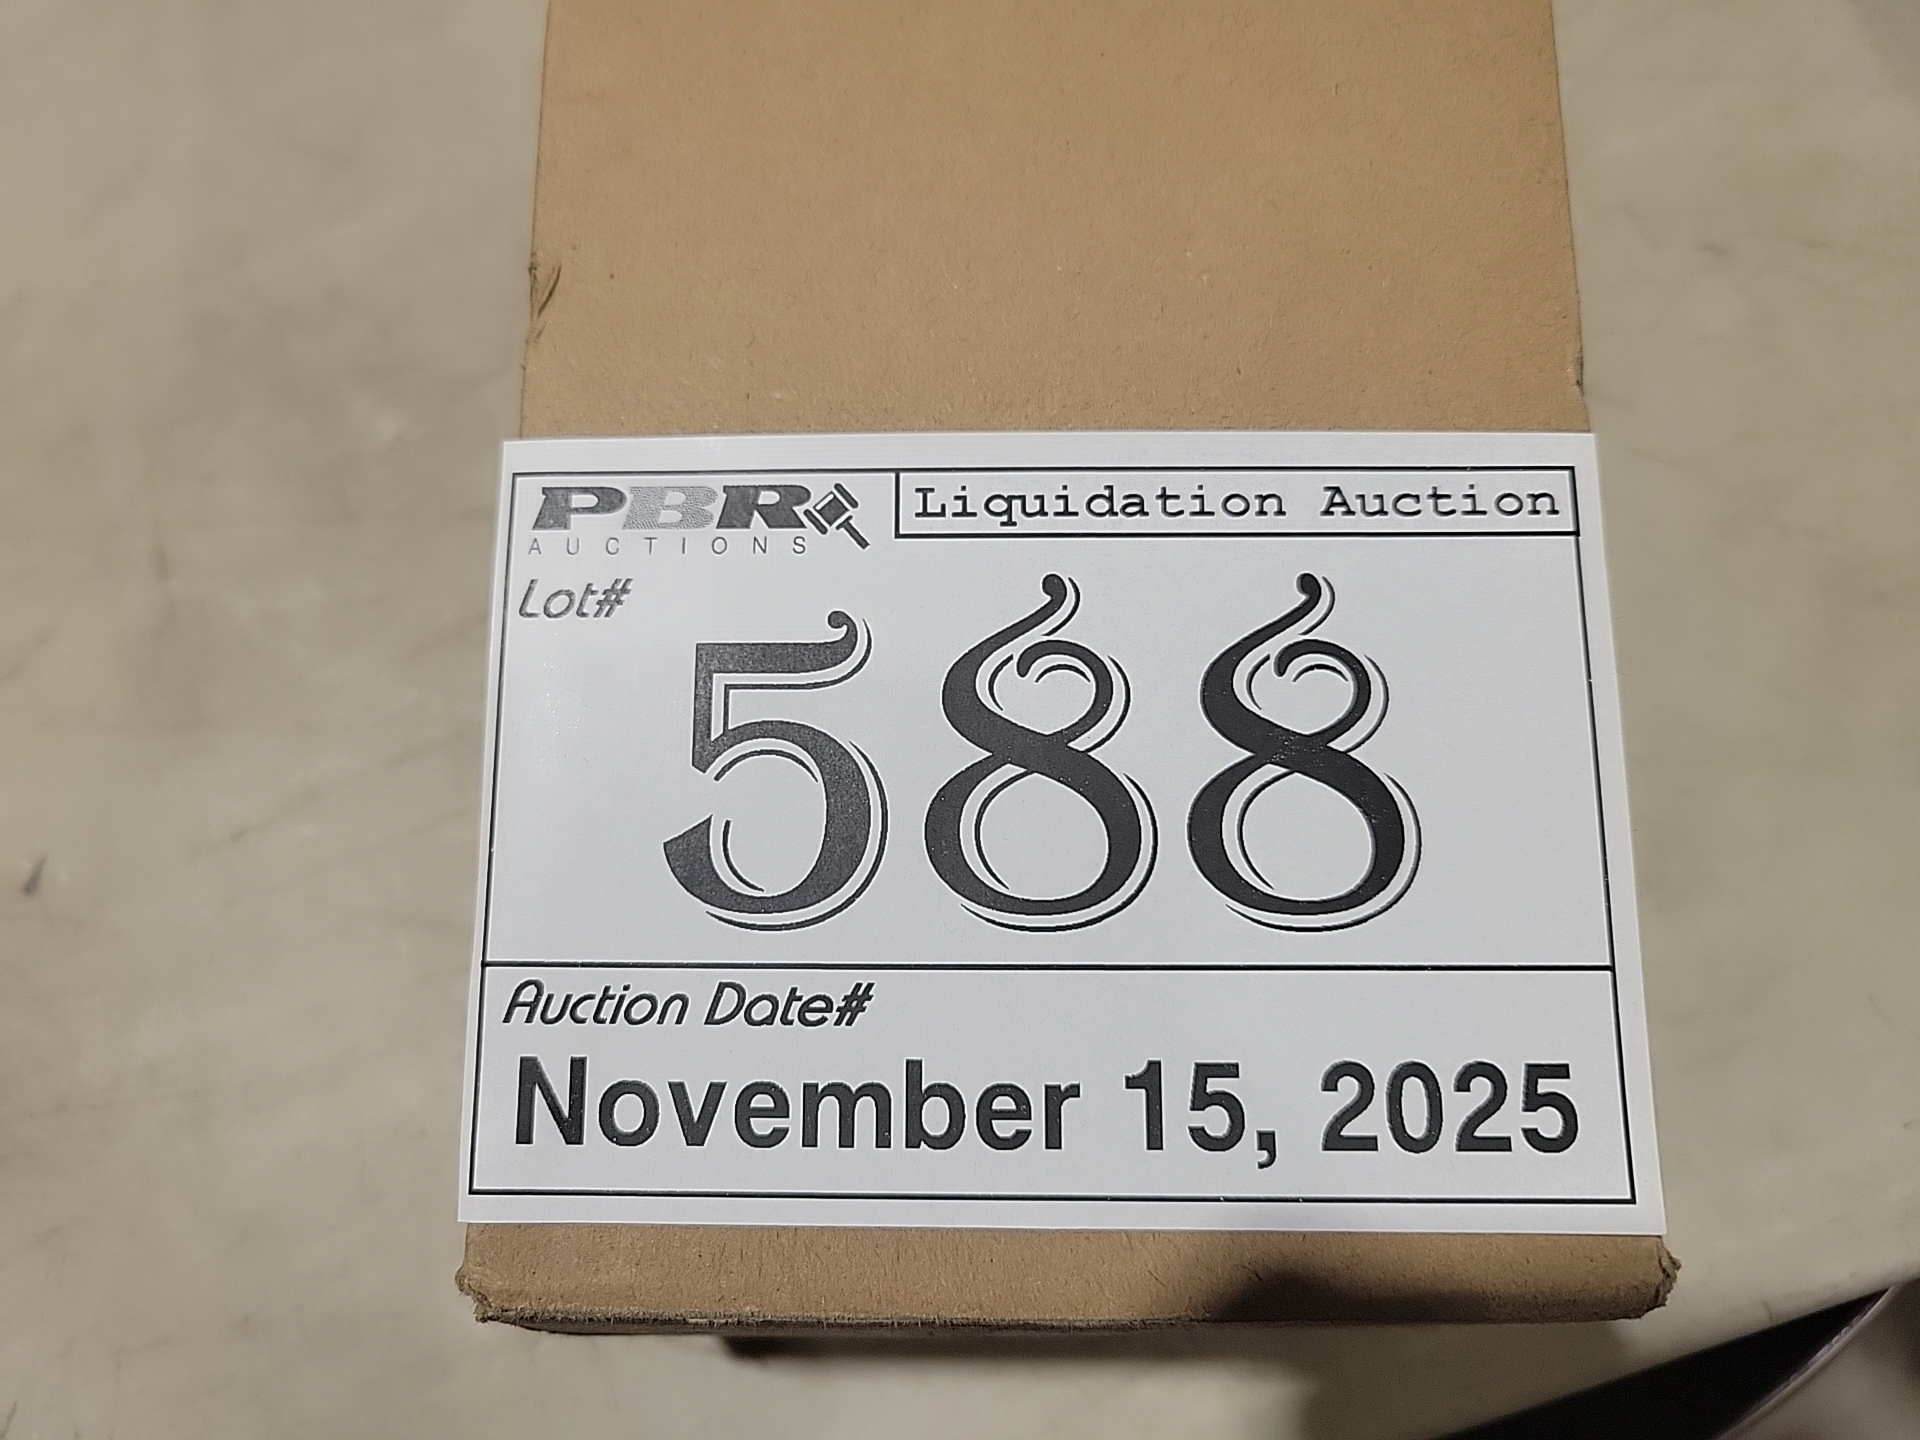 PBR
AUCTIONS
Liquidation Auction
Lot#
588
Auction Date#
November 15, 2025